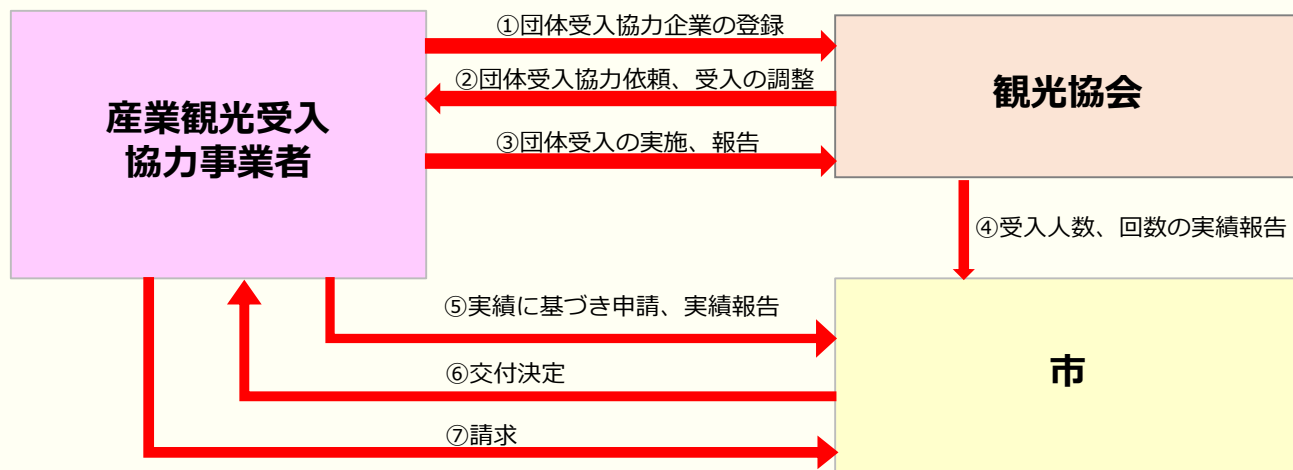 ①団体受入協力企業の登録
②団体受入協力依頼、受入の調整
③団体受入の実施、報告
産業観光受入
協力事業者
観光協会
④受入人数、回数の実績報告
⑤実績に基づき申請、実績報告
⑥交付決定
⑦請求
市